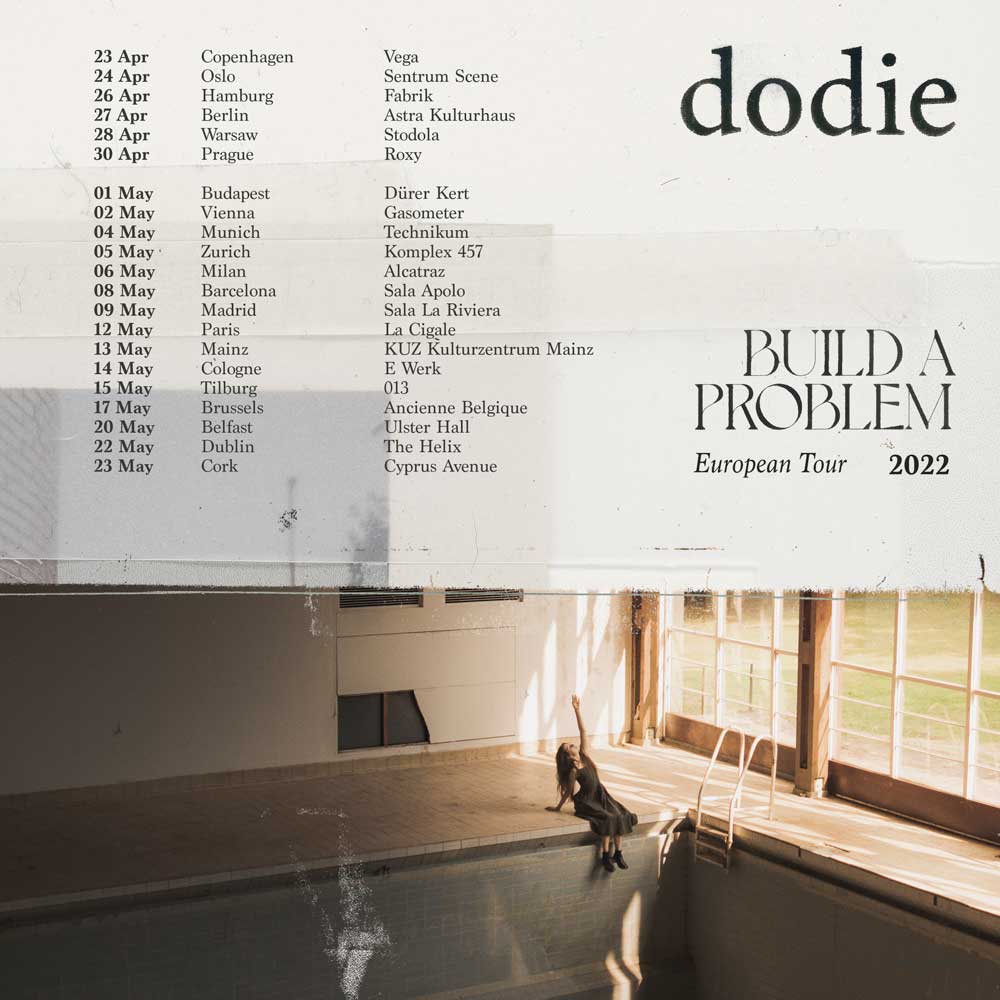 dodie
23 Apr Copenhagen Vega
24 Apr Oslo Sentrum Scene
26 Apr Hamburg Fabrik
27 Apr Berlin Astra Kulturhaus
28 Apr Warsaw Stodola
30 Apr Prague Roxy
01 May Budapest Dürer Kert
02 May Vienna Gasometer
04 May Munich Technikum
05 May Zurich Komplex 457
06 May Milan Alcatraz
08 May Barcelona Sala Apolo
09 May Madrid Sala La Riviera
12 May Paris La Cigale
13 May Mainz KUZ Kulturzentrum Mainz
14 May Cologne E Werk
15 May Tilburg 013
17 May Brussels Ancienne Belgique
20 May Belfast Ulster Hall
22 May Dublin The Helix
23 May Cork Cyprus Avenue
BUILD A
PROBLEM
European Tour 2022